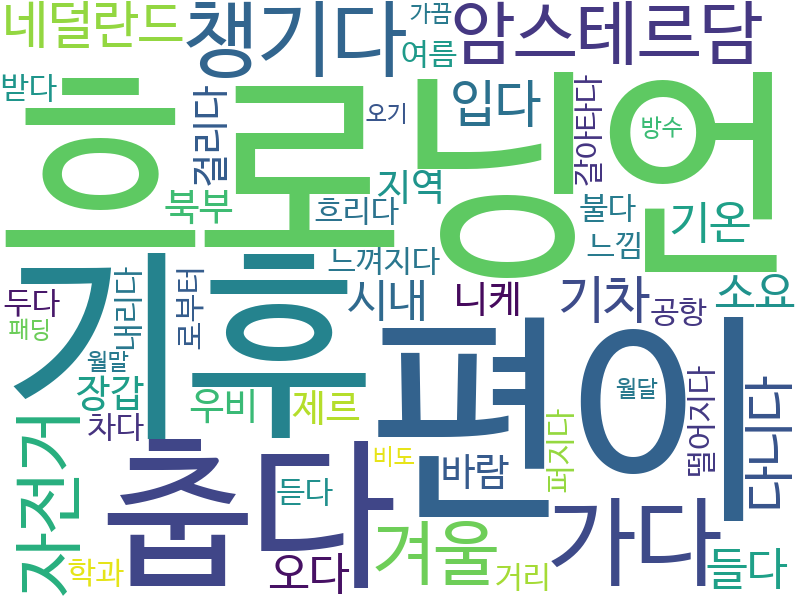 네덜란드
챙기다
가끔
암스테르담
여름
받다
흐로닝언
걸리다
오기
입다
갈아타다
방수
북부
지역
흐리다
불다
기온
느낌
느껴지다
기후
편이
두다
패딩
내리다
로부터
시내
니케
기차
공항
소요
월말
장갑
우비
제르
월달
차다
자전거
춥다
비도
바람
퍼지다
떨어지다
다니다
듣다
겨울
가다
학과
오다
거리
들다